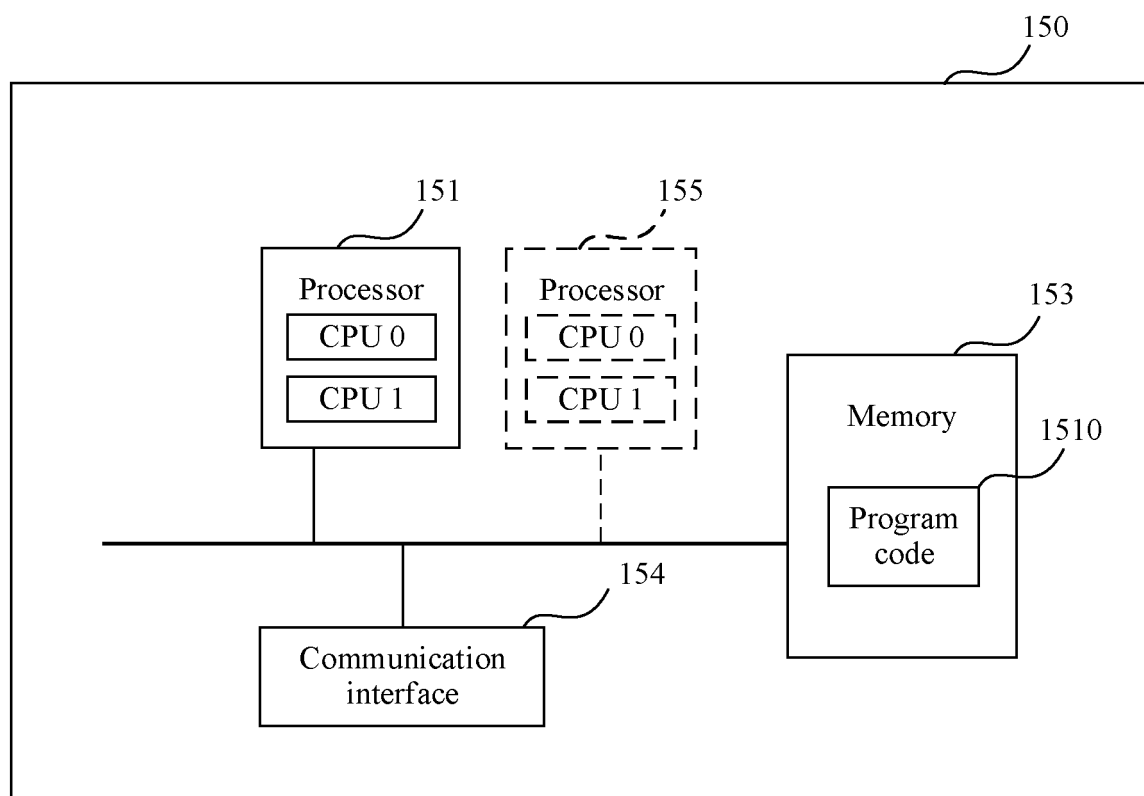 150
151
155
Processor
CPU 0
CPU 1
Processor
CPU 0
CPU 1
153
Memory
1510
Program
code
154
Communication
interface